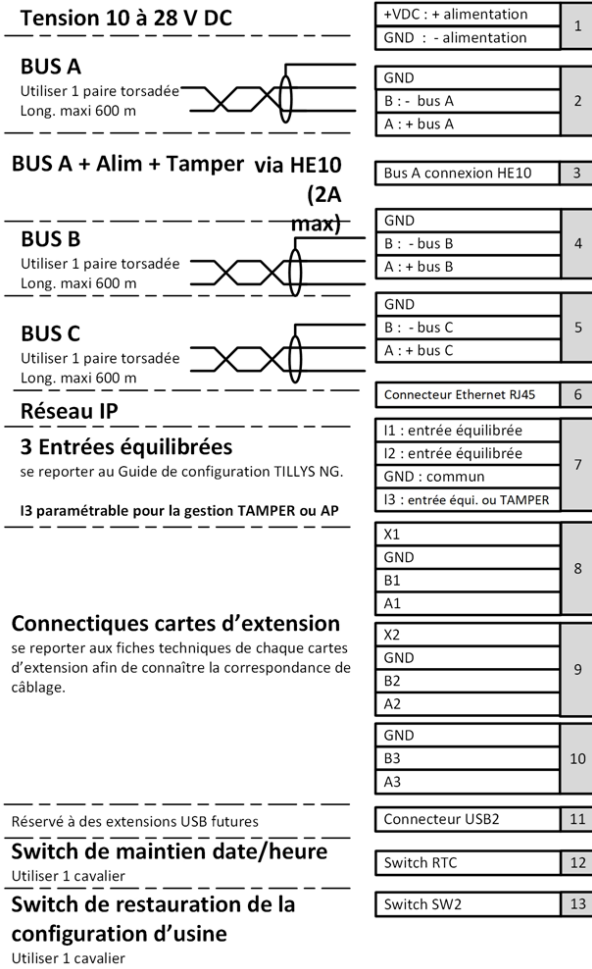 Tension 10 à 28 V DC
+VDC : + alimentation
GND : - alimentation
1
BUS A
Utiliser 1 paire torsadée
Long. maxi 600 m
GND
B : - bus A
A : + bus A
2
BUS A + Alim + Tamper via HE10
(2A
max)
Bus A connexion HE10
3
BUS B
Utiliser 1 paire torsadée
Long. maxi 600 m
GND
B : - bus B
A : + bus B
4
BUS C
Utiliser 1 paire torsadée
Long. maxi 600 m
GND
B : - bus C
A : + bus C
5
Réseau IP
Connecteur Ethernet RJ45
6
3 Entrées équilibrées
se reporter au Guide de configuration TILLYS NG.
I3 paramétrable pour la gestion TAMPER ou AP
I1 : entrée équilibrée
I2 : entrée équilibrée
GND : commun
I3 : entrée équi. ou TAMPER
7
Connectiques cartes d’extension
se reporter aux fiches techniques de chaque cartes
d’extension afin de connaître la correspondance de
câblage.
X1
GND
B1
A1
8
X2
GND
B2
A2
9
GND
B3
A3
10
Réservé à des extensions USB futures
Connecteur USB2
11
Switch de maintien date/heure
Utiliser 1 cavalier
Switch RTC
12
Switch de restauration de la
configuration d’usine
Utiliser 1 cavalier
Switch SW2
13